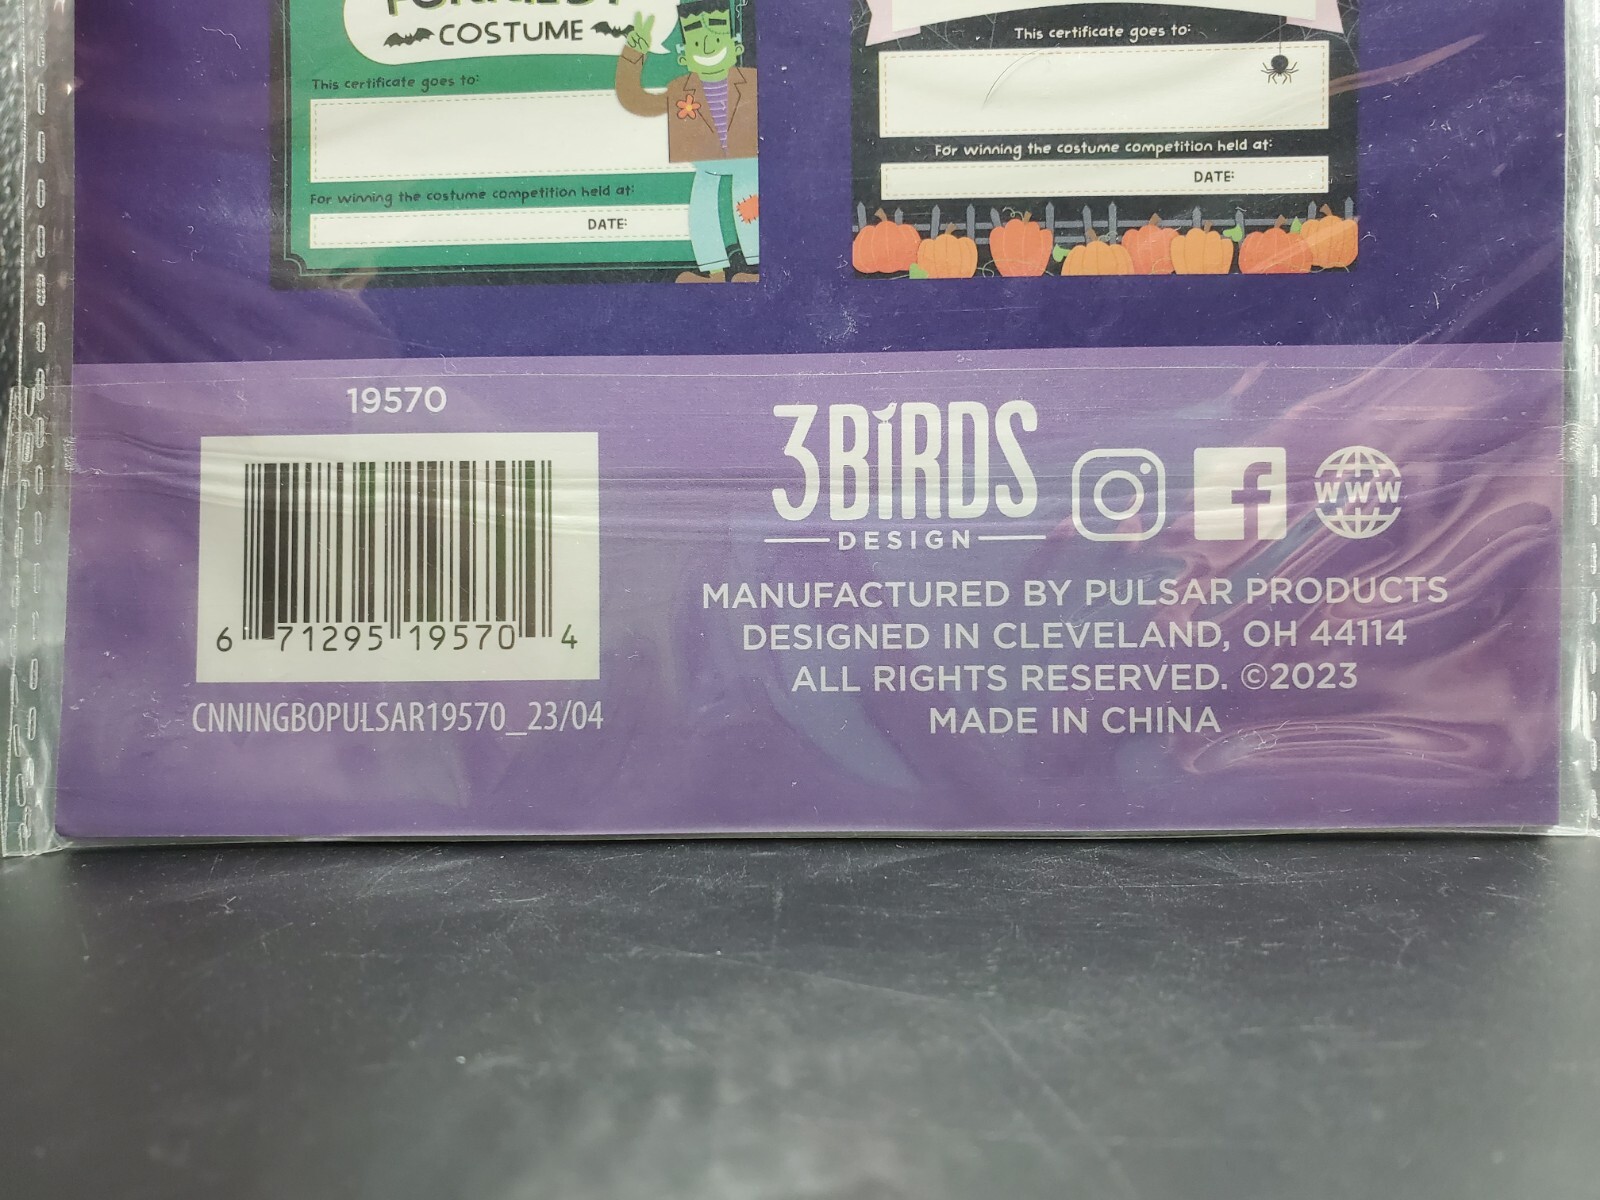 COSTUME
This certificate goes to:
For winning the costume competition held at:
DATE:
This certificate goes to:
For winning the costume competition held at:
DATE:
19570
6 71295 19570 4
CNNINGBOPULSAR19570_23/04
3BIRDS
DESIGN
WWW
MANUFACTURED BY PULSAR PRODUCTS
DESIGNED IN CLEVELAND, OH 44114
ALL RIGHTS RESERVED. ©2023
MADE IN CHINA